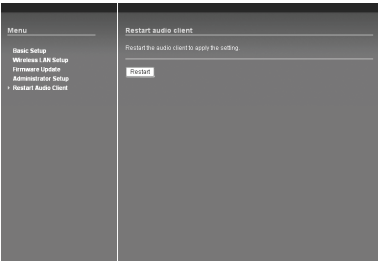 Menu
Basic Setup
Wireless LAN Setup
Firmware Update
Administrator Setup
Restart Audio Client
Restart audio client
Restart the audio client to apply the setting.
Restart